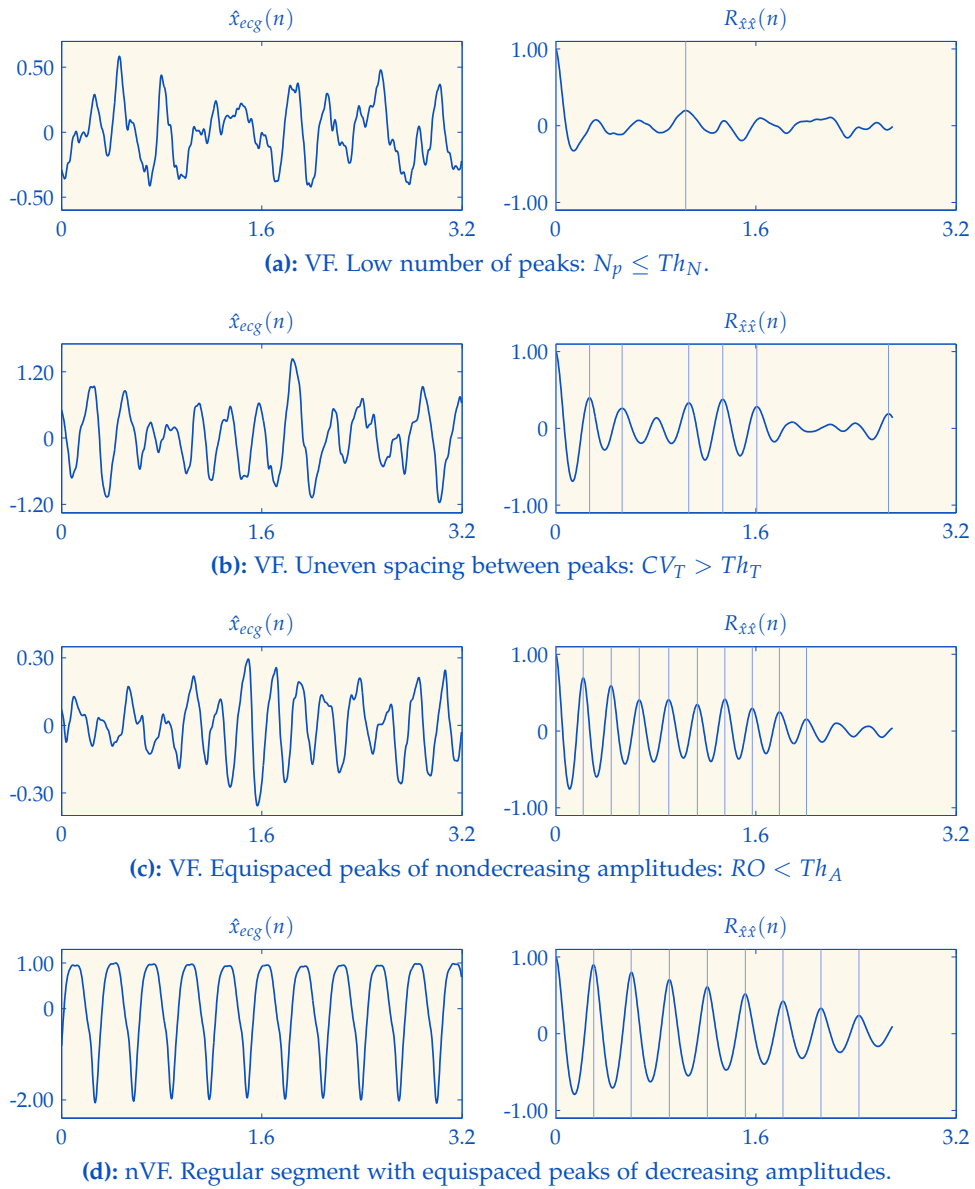 x̂ecg(n) Rx̂x̂(n)
0.50 1.00
0 0
-0.50 -1.00
0 1.6 3.2 0 1.6 3.2
(a): VF. Low number of peaks: Np ≤ ThN.
x̂ecg(n) Rx̂x̂(n)
1.20 1.00
0 0
-1.20 -1.00
0 1.6 3.2 0 1.6 3.2
(b): VF. Uneven spacing between peaks: CVT > ThT
x̂ecg(n) Rx̂x̂(n)
0.30 1.00
0 0
-0.30 -1.00
0 1.6 3.2 0 1.6 3.2
(c): VF. Equispaced peaks of nondecreasing amplitudes: RO < ThA
x̂ecg(n) Rx̂x̂(n)
1.00 1.00
0 0
-2.00 -1.00
0 1.6 3.2 0 1.6 3.2
(d): nVF. Regular segment with equispaced peaks of decreasing amplitudes.